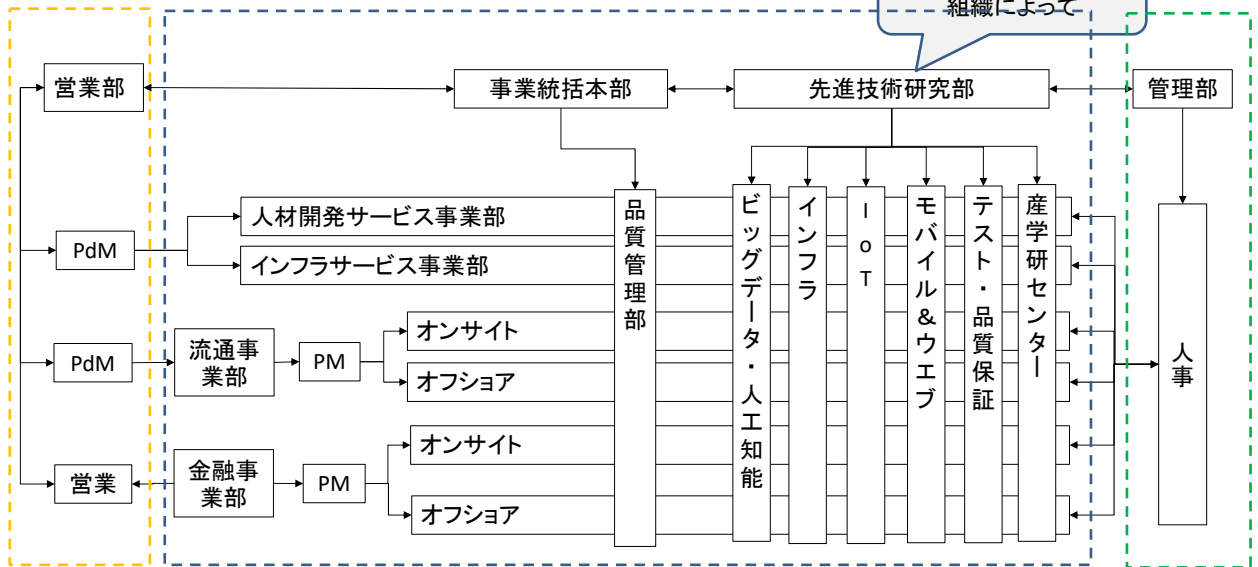 組織によって
営業部
事業統括本部
先進技術研究部
管理部
人材開発サービス事業部
インフラサービス事業部
PdM
オンサイト
オフショア
PdM
流通事
業部
PM
オンサイト
オフショア
営業
金融事
業部
PM
品質管理部
ビッグデータ・人工知能
インフラ
IoT
モバイル&ウエブ
テスト・品質保証
産学研センター
人事